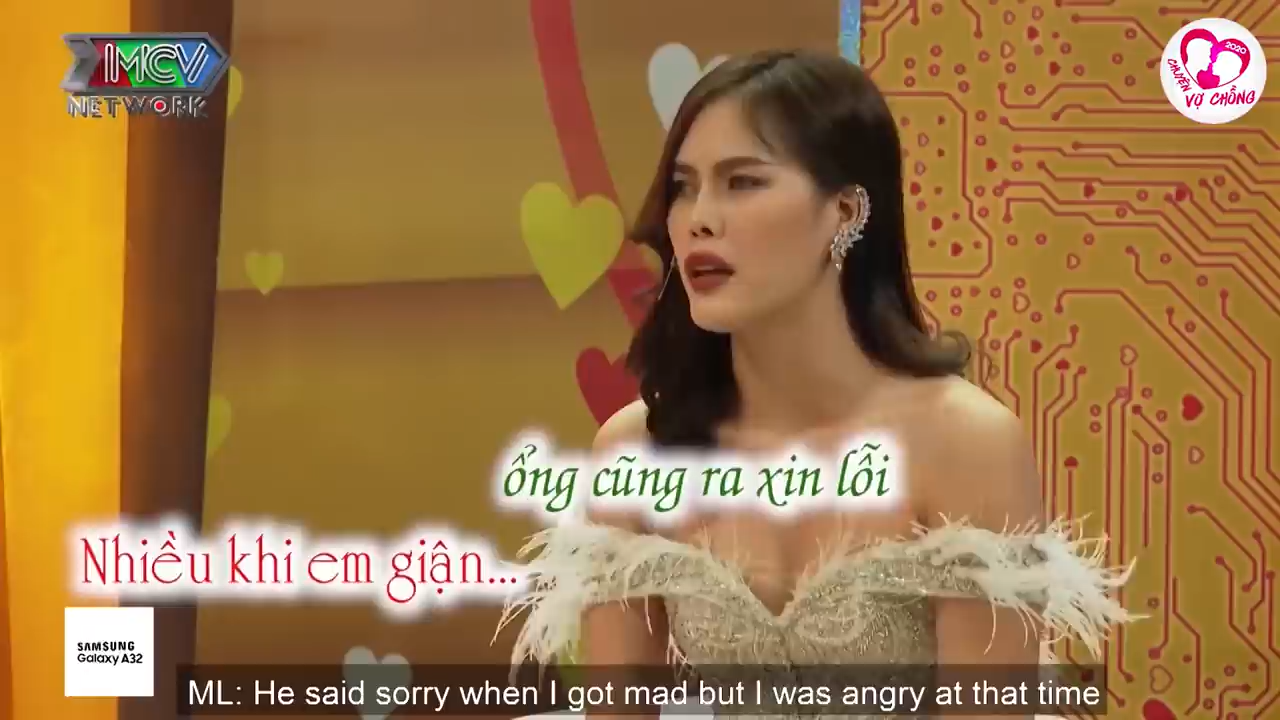 MCV
NETWORK
2020
CHUYỆN
VỢ CHỒNG
ổng cũng ra xin lỗi
Nhiều khi em giận...
SAMSUNG
Galaxy A32
ML: He said sorry when I got mad but I was angry at that time